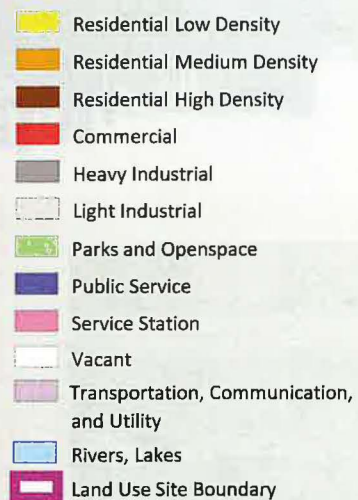 Residential Low Density
Residential Medium Density
Residential High Density
Commercial
Heavy Industrial
Light Industrial
Parks and Openspace
Public Service
Service Station
Vacant
Transportation, Communication,
and Utility
Rivers, Lakes
Land Use Site Boundary